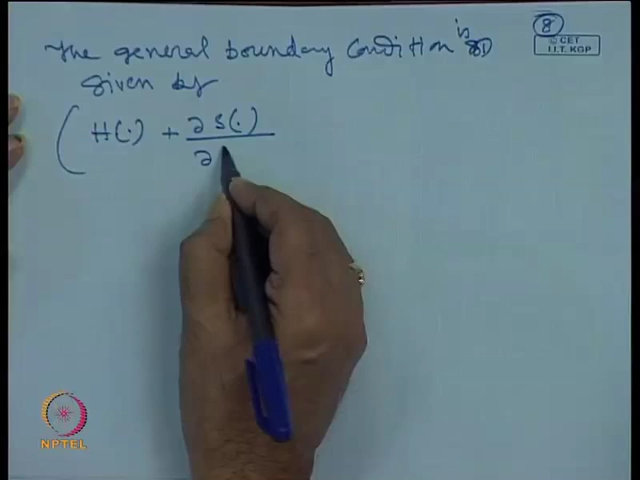 8
© CET
I.I.T. KGP
The general boundary Condition is
given by
( H(·) + ∂S(·)
∂
NPTEL